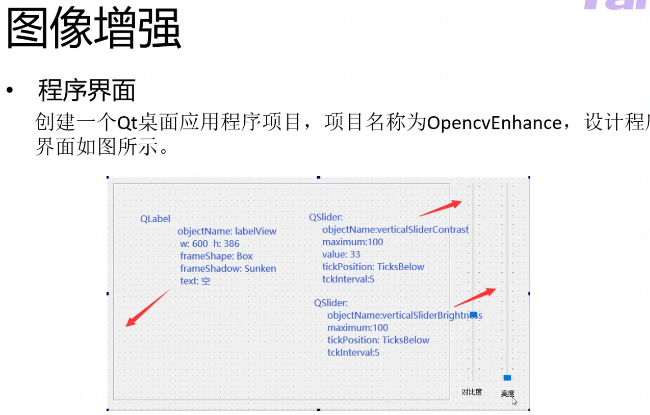 图像增强
• 程序界面
创建一个Qt桌面应用程序项目，项目名称为OpencvEnhance，设计程
界面如图所示。
QLabel
objectName: labelView
w: 600 h: 386
frameShape: Box
frameShadow: Sunken
text: 空
QSlider:
objectName:verticalSliderContrast
maximum:100
value: 33
tickPosition: TicksBelow
tckInterval:5
QSlider:
objectName:verticalSliderBrightness
maximum:100
tickPosition: TicksBelow
tckInterval:5
对比度
亮度